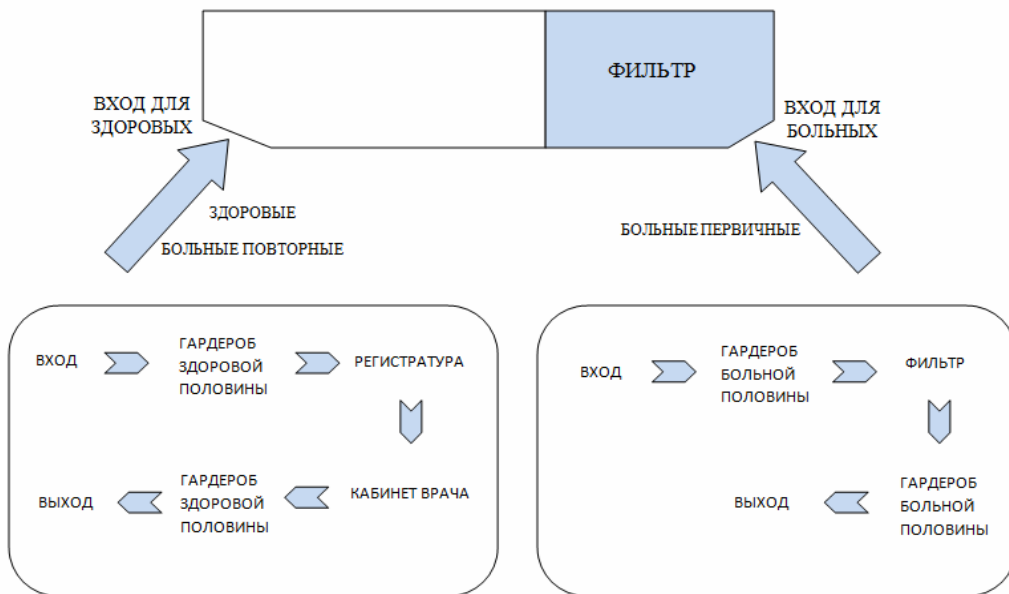 ФИЛЬТР
ВХОД ДЛЯ
ЗДОРОВЫХ
ВХОД ДЛЯ
БОЛЬНЫХ
ЗДОРОВЫЕ
БОЛЬНЫЕ ПОВТОРНЫЕ
БОЛЬНЫЕ ПЕРВИЧНЫЕ
ВХОД
ГАРДЕРОБ
ЗДОРОВОЙ
ПОЛОВИНЫ
РЕГИСТРАТУРА
КАБИНЕТ ВРАЧА
ГАРДЕРОБ
ЗДОРОВОЙ
ПОЛОВИНЫ
ВЫХОД
ВХОД
ГАРДЕРОБ
БОЛЬНОЙ
ПОЛОВИНЫ
ФИЛЬТР
ГАРДЕРОБ
БОЛЬНОЙ
ПОЛОВИНЫ
ВЫХОД